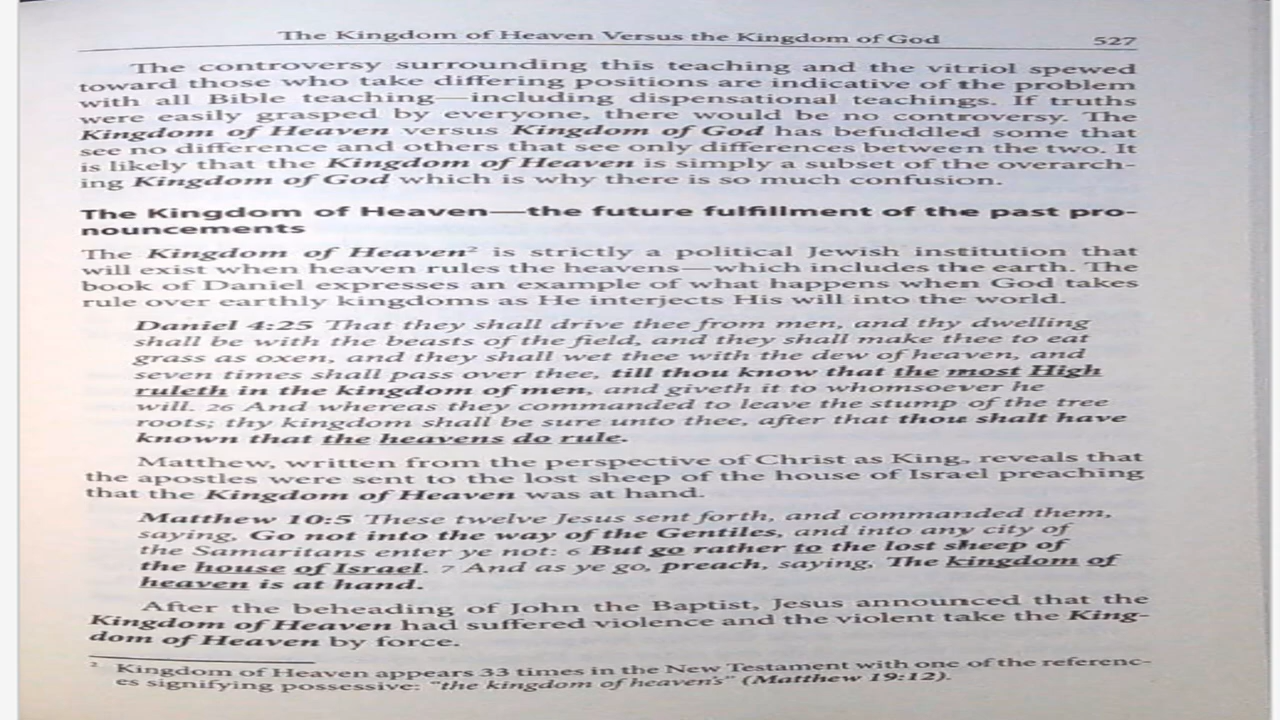 The Kingdom of Heaven Versus the Kingdom of God 527
The controversy surrounding this teaching and the vitriol spewed
toward those who take differing positions are indicative of the problem
with all Bible teaching—including dispensational teachings. If truths
were easily grasped by everyone, there would be no controversy. The
Kingdom of Heaven versus Kingdom of God has befuddled some that
see no difference and others that see only differences between the two. It
is likely that the Kingdom of Heaven is simply a subset of the overarch-
ing Kingdom of God which is why there is so much confusion.
The Kingdom of Heaven—the future fulfillment of the past pro-
nouncements
The Kingdom of Heaven² is strictly a political Jewish institution that
will exist when heaven rules the heavens—which includes the earth. The
book of Daniel expresses an example of what happens when God takes
rule over earthly kingdoms as He interjects His will into the world.
Daniel 4:25 That they shall drive thee from men, and thy dwelling
shall be with the beasts of the field, and they shall make thee to eat
grass as oxen, and they shall wet thee with the dew of heaven, and
seven times shall pass over thee, till thou know that the most High
ruleth in the kingdom of men, and giveth it to whomsoever he
will. 26 And whereas they commanded to leave the stump of the tree
roots; thy kingdom shall be sure unto thee, after that thou shalt have
known that the heavens do rule.
Matthew, written from the perspective of Christ as King, reveals that
the apostles were sent to the lost sheep of the house of Israel preaching
that the Kingdom of Heaven was at hand.
Matthew 10:5 These twelve Jesus sent forth, and commanded them,
saying, Go not into the way of the Gentiles, and into any city of
the Samaritans enter ye not: 6 But go rather to the lost sheep of
the house of Israel. 7 And as ye go, preach, saying, The kingdom of
heaven is at hand.
After the beheading of John the Baptist, Jesus announced that the
Kingdom of Heaven had suffered violence and the violent take the King-
dom of Heaven by force.
² Kingdom of Heaven appears 33 times in the New Testament with one of the referenc-
es signifying possessive: "the kingdom of heaven's" (Matthew 19:12).